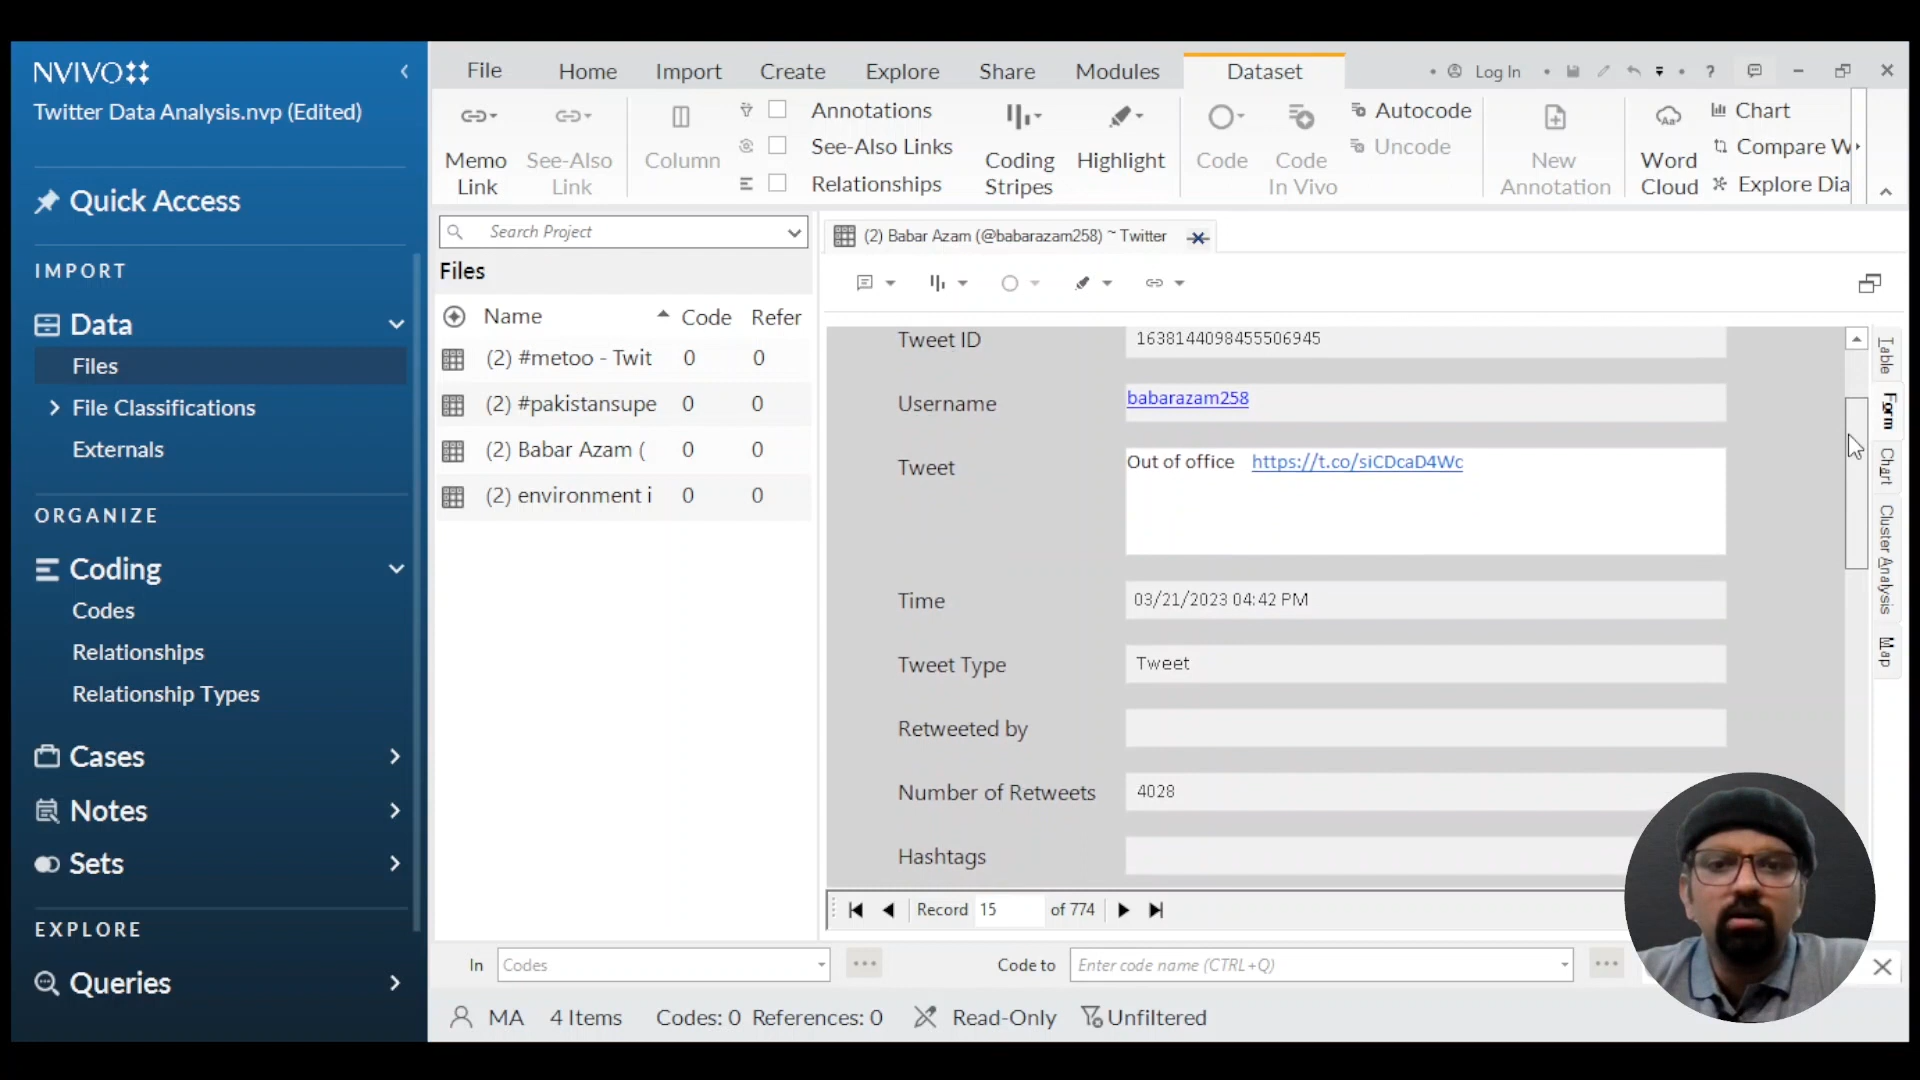 NVIVO
Twitter Data Analysis.nvp (Edited)
Quick Access
IMPORT
Data
Files
File Classifications
Externals
ORGANIZE
Coding
Codes
Relationships
Relationship Types
Cases
Notes
Sets
EXPLORE
Queries
File Home Import Create Explore Share Modules Dataset Log In ?
Memo Link
See-Also Link
Column
Annotations
See-Also Links
Relationships
Coding Stripes
Highlight
Code
Code In Vivo
Autocode
Uncode
New Annotation
Word Cloud
Chart
Compare W
Explore Dia
Search Project
Files
Name Code Refer
(2) #metoo - Twit 0 0
(2) #pakistansupe 0 0
(2) Babar Azam ( 0 0
(2) environment i 0 0
(2) Babar Azam (@babarazam258) ~ Twitter
Tweet ID 1638144098455506945
Username babarazam258
Tweet Out of office https://t.co/siCDcaD4Wc
Time 03/21/2023 04:42 PM
Tweet Type Tweet
Retweeted by
Number of Retweets 4028
Hashtags
Table
Form
Chart
Cluster Analysis
Map
Record 15 of 774
In Codes ... Code to Enter code name (CTRL+Q) ...
MA 4 Items Codes: 0 References: 0 Read-Only Unfiltered